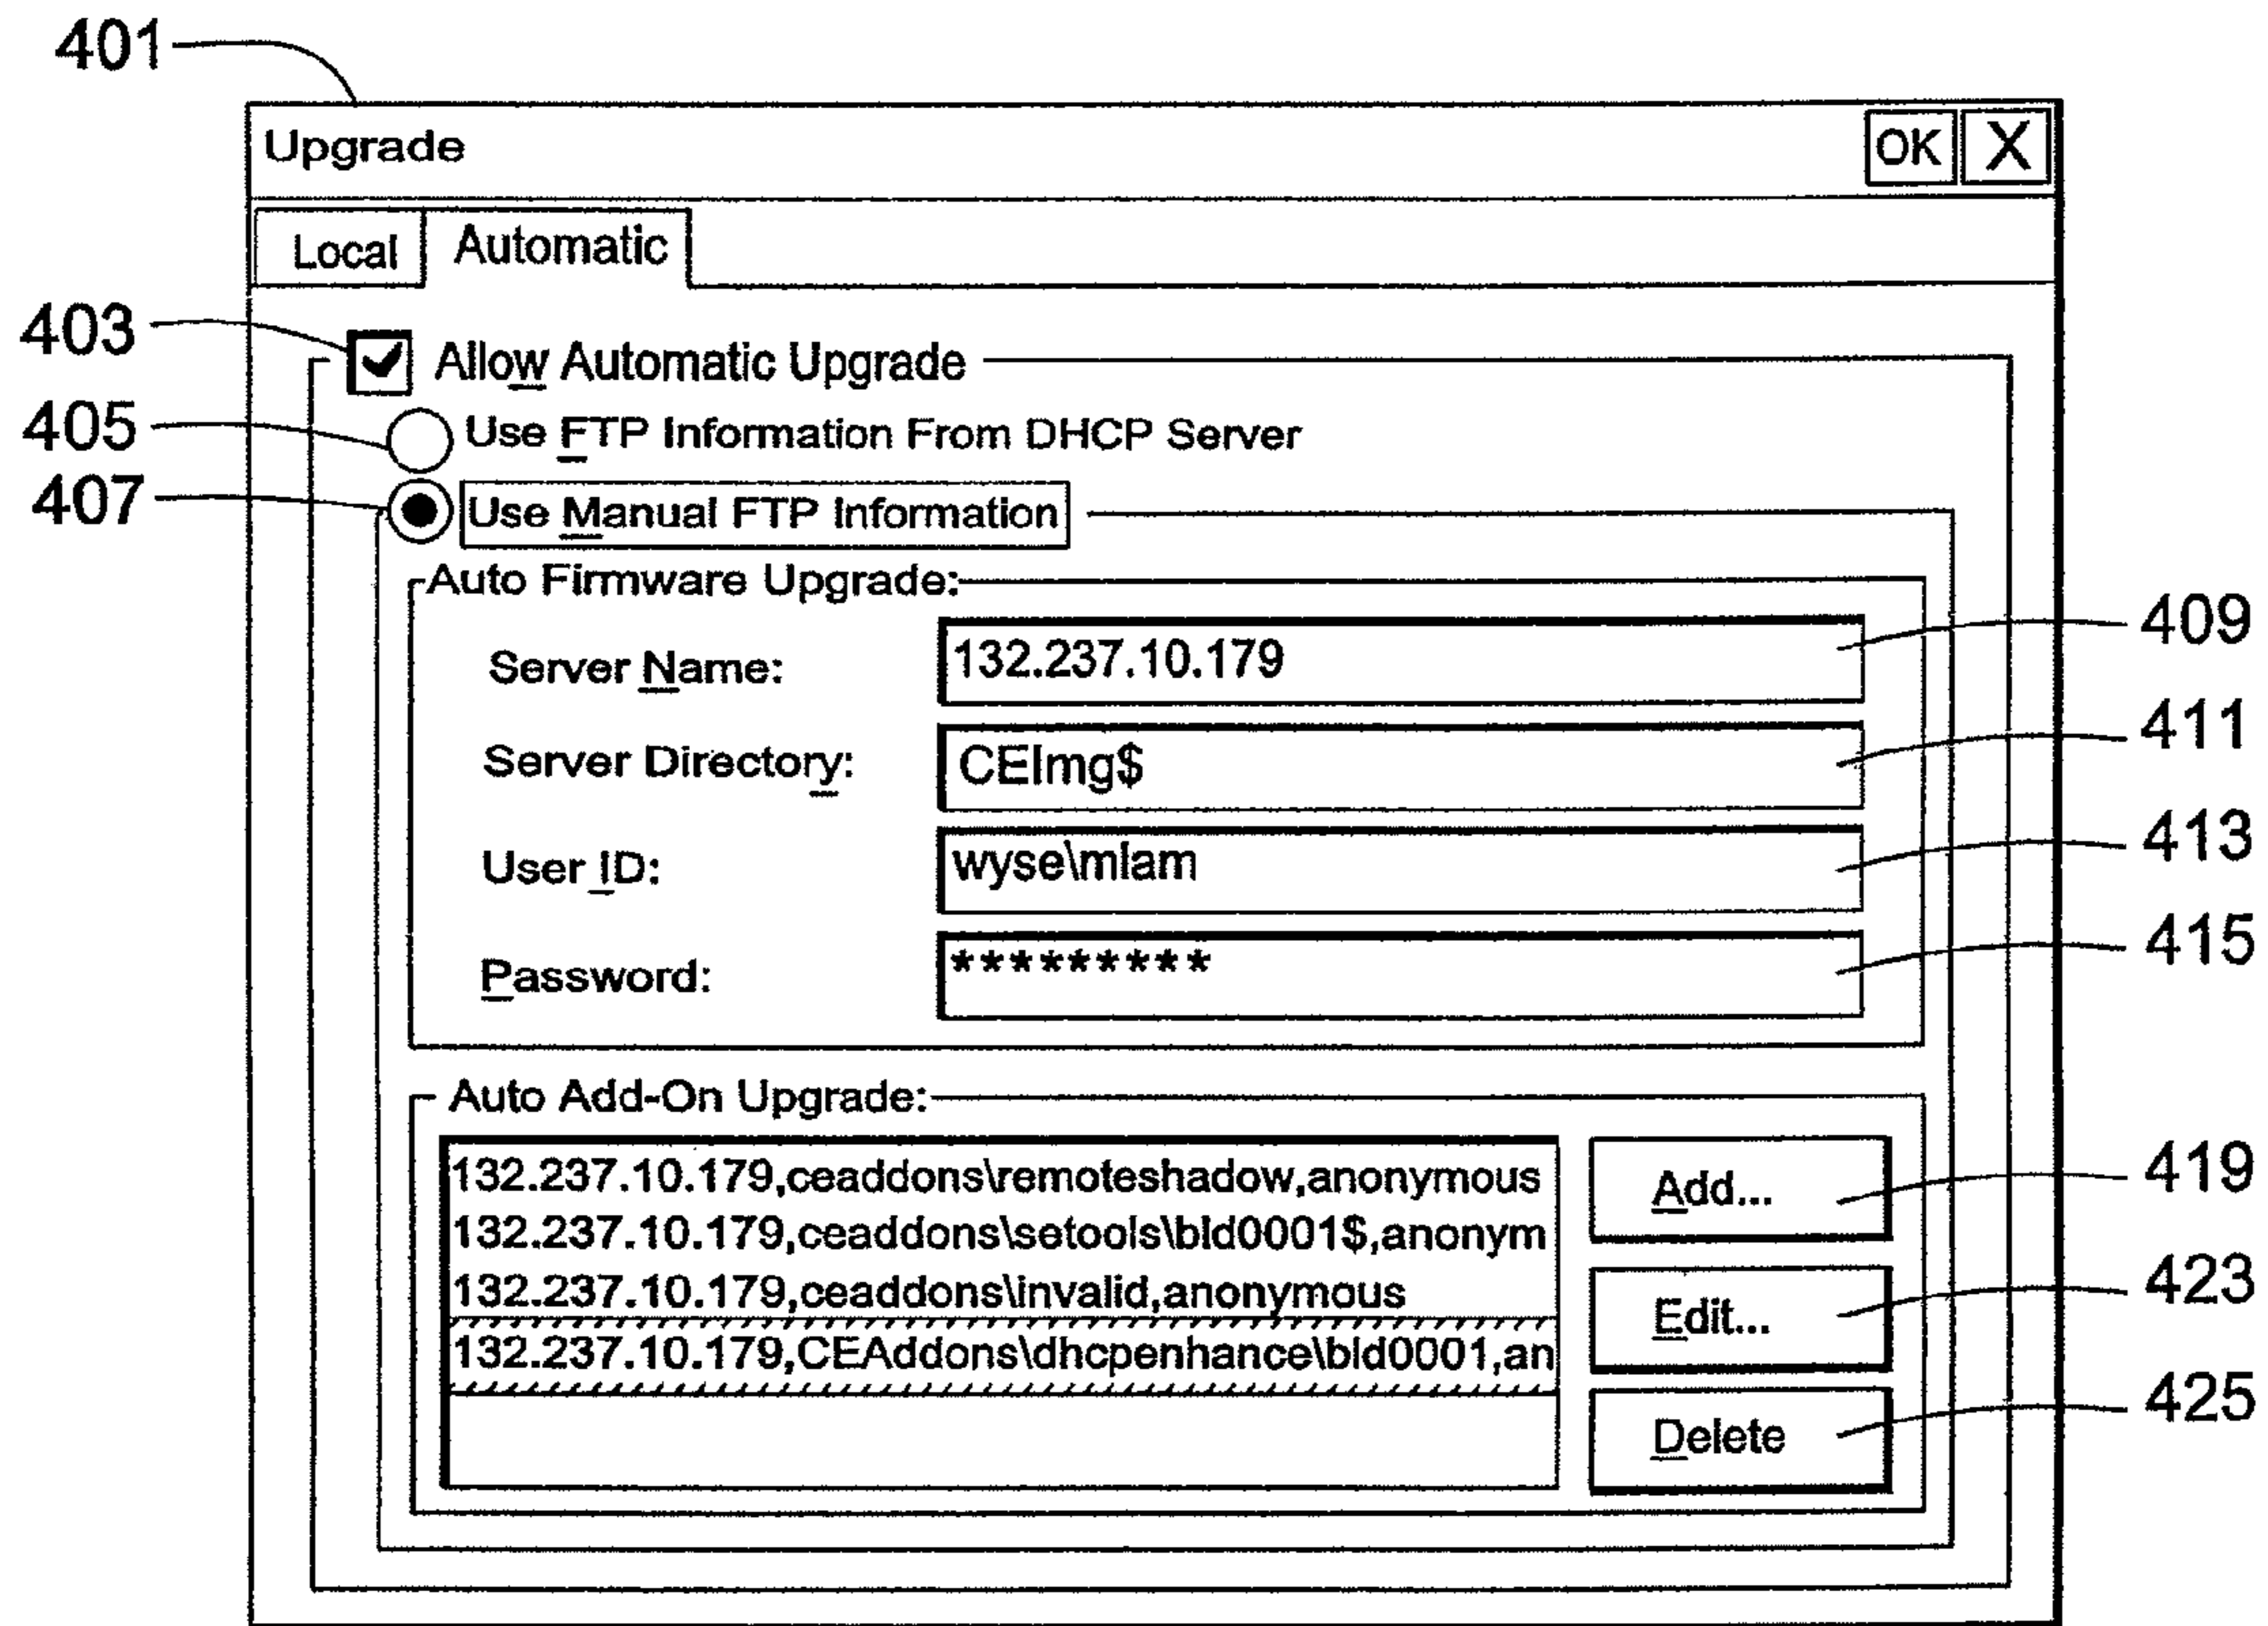 401
Upgrade OK X
Local Automatic
403 Allow Automatic Upgrade
405 Use FTP Information From DHCP Server
407 Use Manual FTP Information
Auto Firmware Upgrade:
Server Name: 132.237.10.179 409
Server Directory: CEImg$ 411
User ID: wyse\mlam 413
Password: ********* 415
Auto Add-On Upgrade:
132.237.10.179,ceaddons\remoteshadow,anonymous Add... 419
132.237.10.179,ceaddons\setools\bld0001$,anonym
132.237.10.179,ceaddons\invalid,anonymous Edit... 423
132.237.10.179,CEAddons\dhcpenhance\bld0001,an
Delete 425